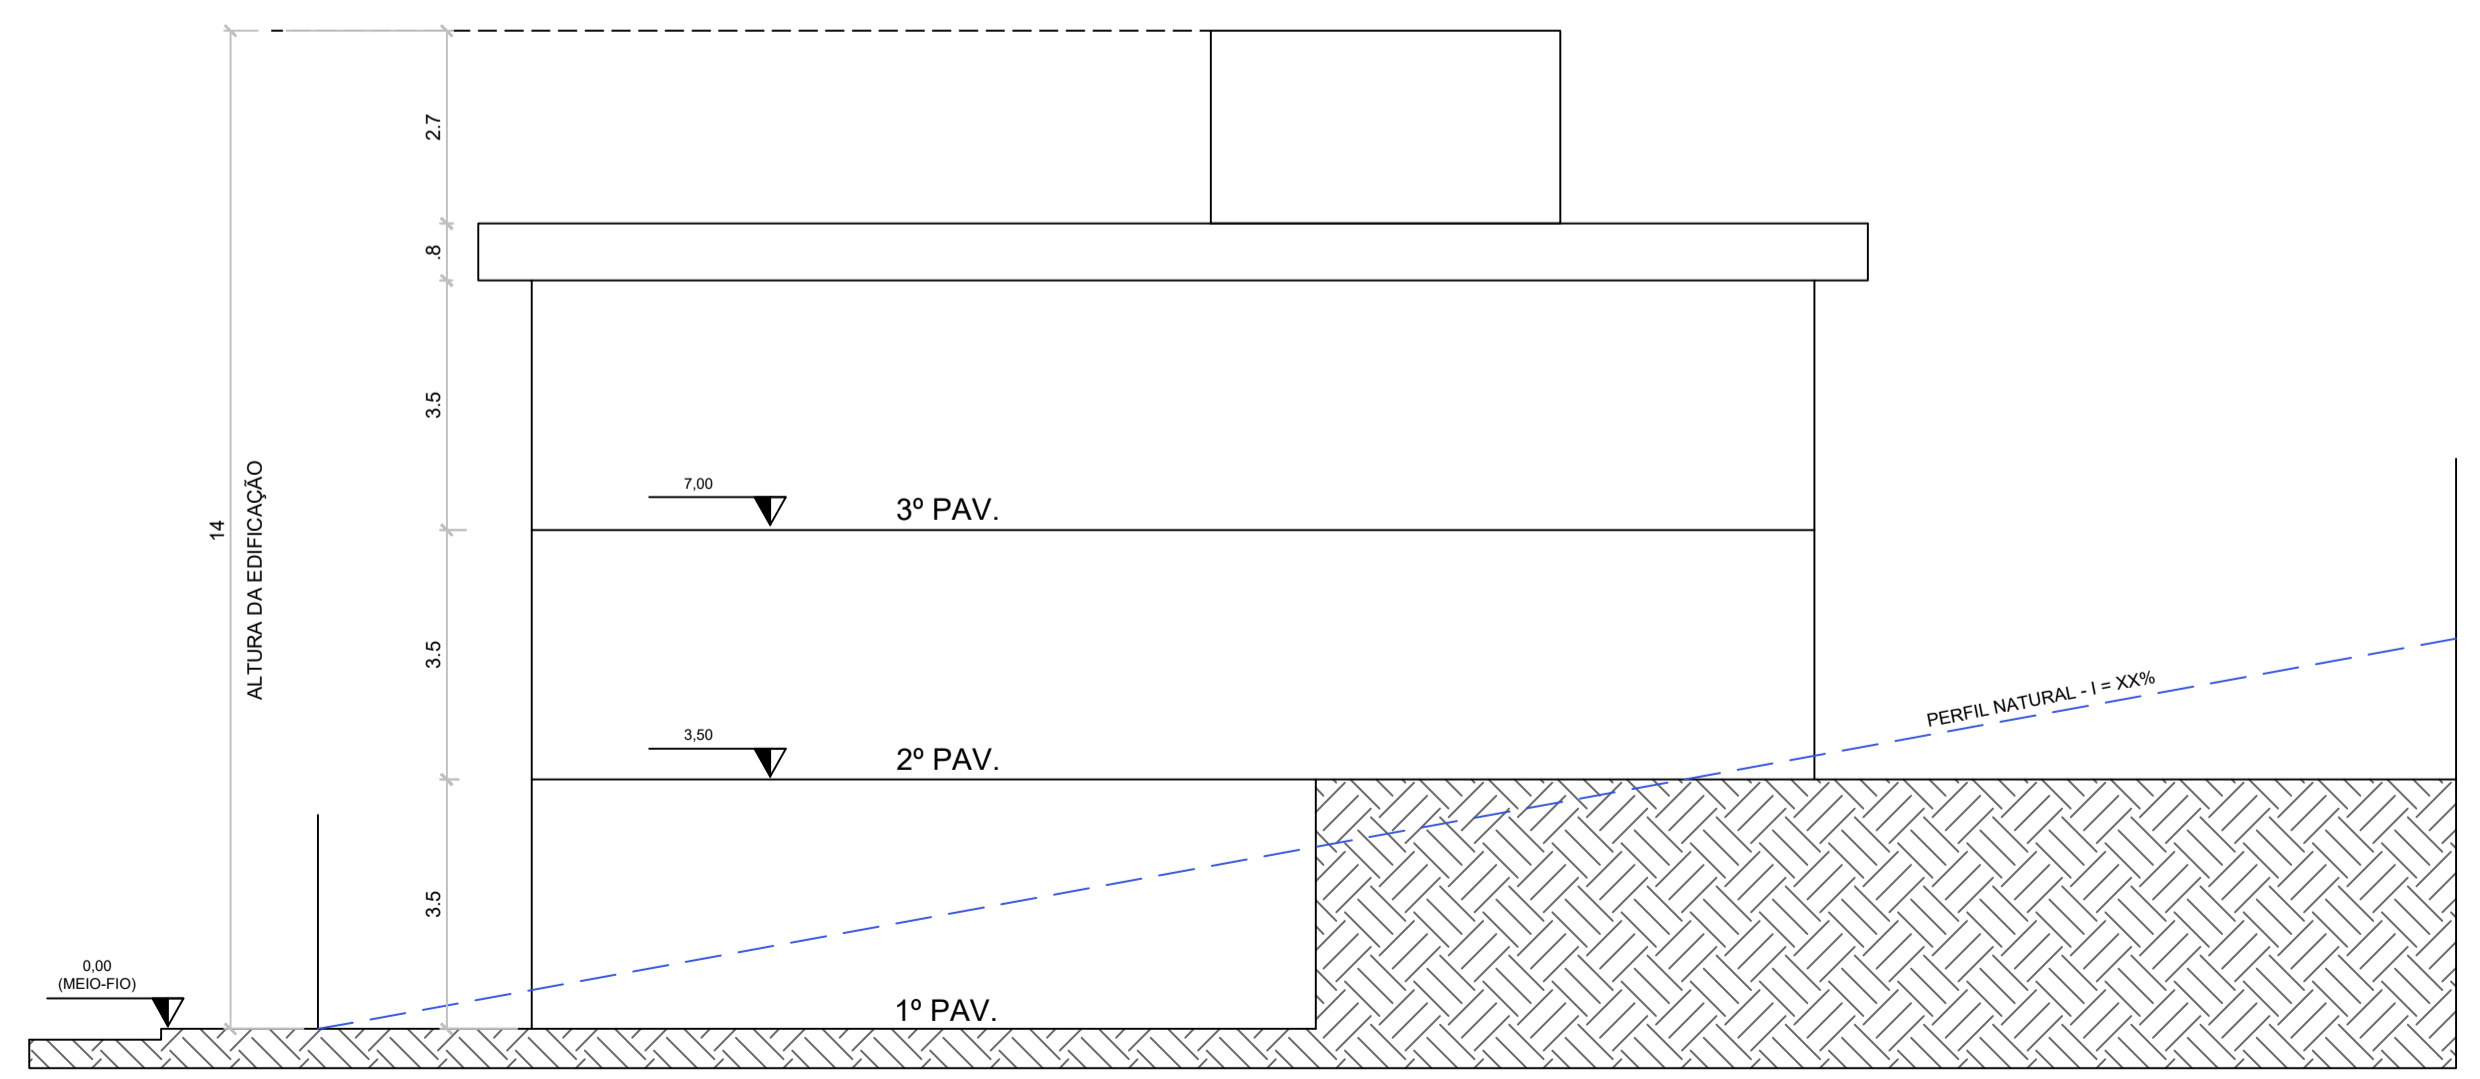 2.7
.8
3.5
7,00
3º PAV.
14
ALTURA DA EDIFICAÇÃO
3.5
PERFIL NATURAL - I = XX%
3,50
2º PAV.
3.5
0,00
(MEIO-FIO)
1º PAV.